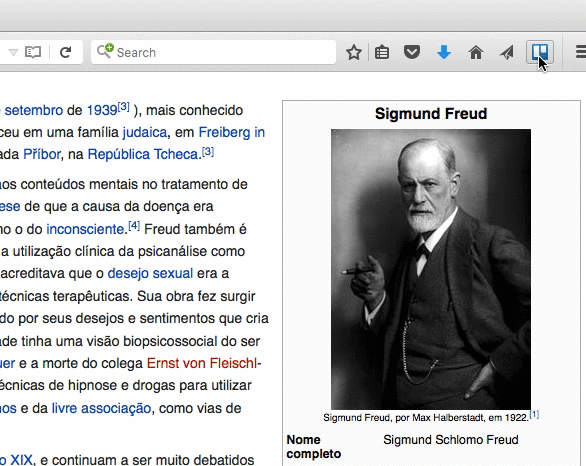 Search
setembro de 1939[3] ), mais conhecido
ceu em uma família judaica, em Freiberg in
ada Příbor, na República Tcheca.[3]
aos conteúdos mentais no tratamento de
ese de que a causa da doença era
no o do inconsciente.[4] Freud também é
a utilização clínica da psicanálise como
acreditava que o desejo sexual era a
técnicas terapêuticas. Sua obra fez surgir
do por seus desejos e sentimentos que cria
ade tinha uma visão biopsicossocial do ser
uer e a morte do colega Ernst von Fleischl-
écnicas de hipnose e drogas para utilizar
nos e da livre associação, como vias de
o XIX, e continuam a ser muito debatidos
Sigmund Freud
Sigmund Freud, por Max Halberstadt, em 1922.[1]
Nome Sigmund Schlomo Freud
completo